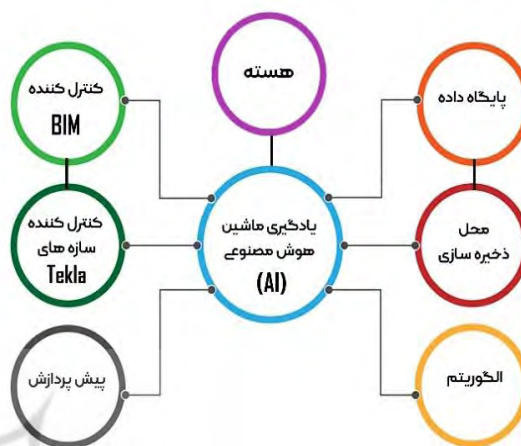 هسته
کنترل کننده
BIM
پایگاه داده
کنترل کننده
سازه های
Tekla
یادگیری ماشین
هوش مصنوعی
(AI)
محل
ذخیره سازی
پیش پردازش
الگوریتم